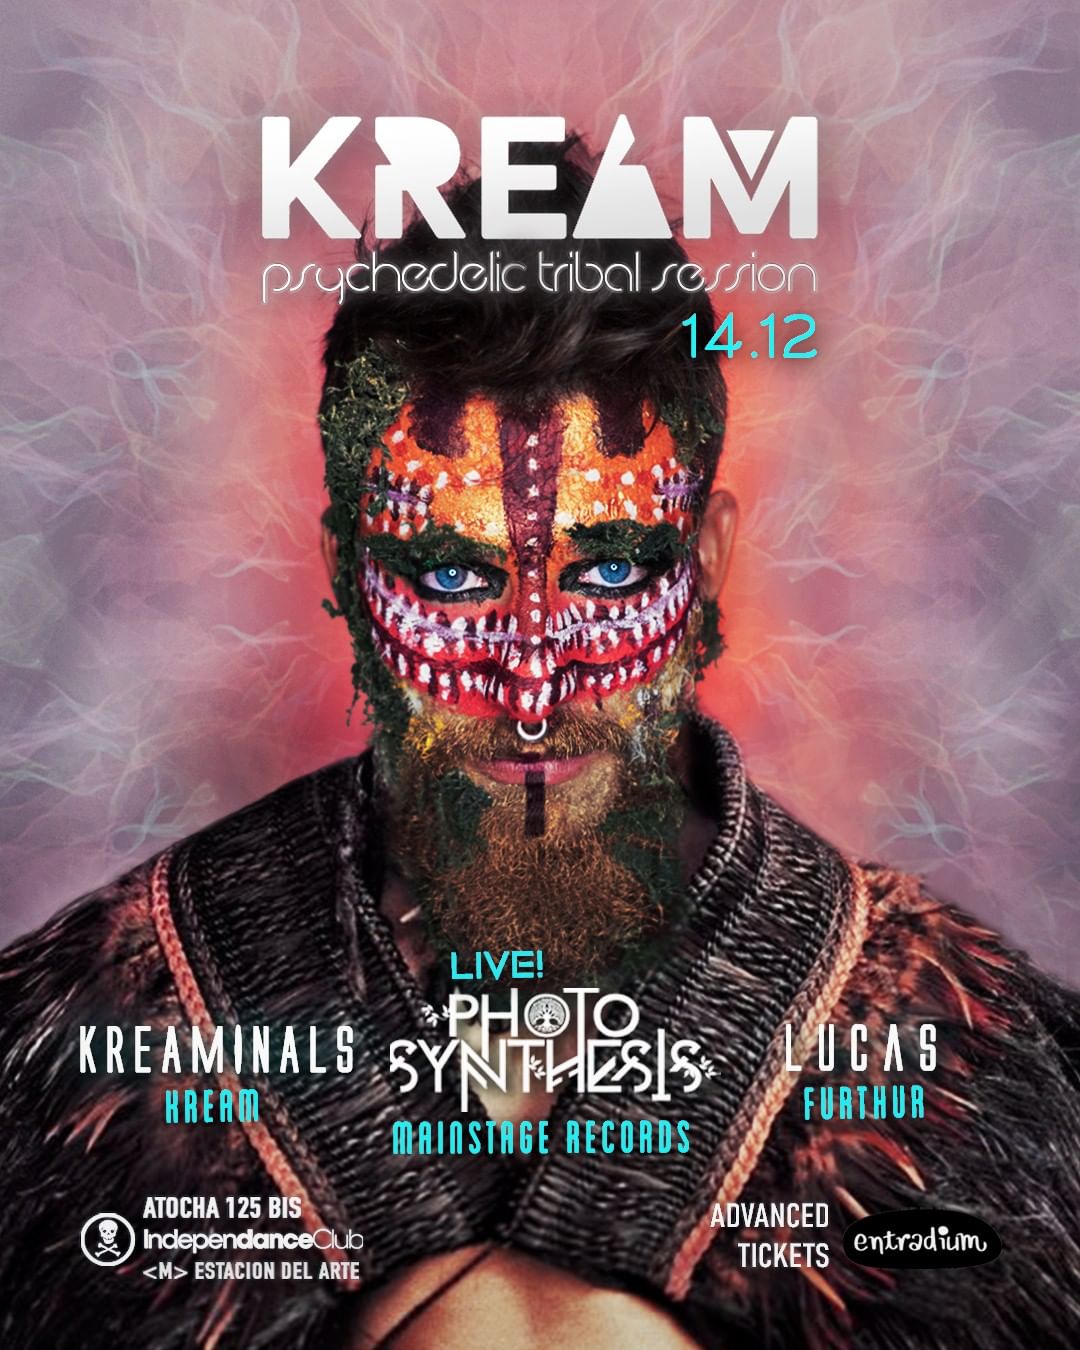 KREAM
psychedelic tribal session
14.12
LIVE!
PHOTO
SYNTHESIS
MAINSTAGE RECORDS
KREAMINALS
KREAM
LUCAS
FURTHUR
ATOCHA 125 BIS
IndependanceClub
<M> ESTACION DEL ARTE
ADVANCED
TICKETS
entradium